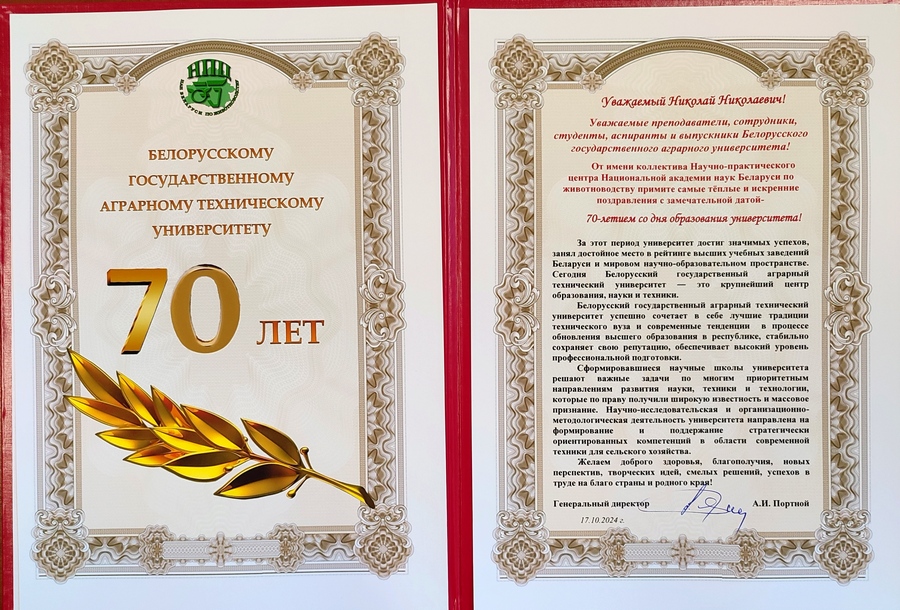 НПЦ
НАН БЕЛАРУСИ ПО ЖИВОТНОВОДСТВУ
БЕЛОРУССКОМУ
ГОСУДАРСТВЕННОМУ
АГРАРНОМУ ТЕХНИЧЕСКОМУ
УНИВЕРСИТЕТУ
70 ЛЕТ
Уважаемый Николай Николаевич!
Уважаемые преподаватели, сотрудники,
студенты, аспиранты и выпускники Белорусского
государственного аграрного университета!
От имени коллектива Научно-практического
центра Национальной академии наук Беларуси по
животноводству примите самые тёплые и искренние
поздравления с замечательной датой-
70-летием со дня образования университета!
За этот период университет достиг значимых успехов,
занял достойное место в рейтинге высших учебных заведений
Беларуси и мировом научно-образовательном пространстве.
Сегодня Белорусский государственный аграрный
технический университет — это крупнейший центр
образования, науки и техники.
Белорусский государственный аграрный технический
университет успешно сочетает в себе лучшие традиции
технического вуза и современные тенденции в процессе
обновления высшего образования в республике, стабильно
сохраняет свою репутацию, обеспечивает высокий уровень
профессиональной подготовки.
Сформировавшиеся научные школы университета
решают важные задачи по многим приоритетным
направлениям развития науки, техники и технологии,
которые по праву получили широкую известность и массовое
признание. Научно-исследовательская и организационно-
методологическая деятельность университета направлена на
формирование и поддержание стратегически
ориентированных компетенций в области современной
техники для сельского хозяйства.
Желаем доброго здоровья, благополучия, новых
перспектив, творческих идей, смелых решений, успехов в
труде на благо страны и родного края!
Генеральный директор А.И. Портной
17.10.2024 г.